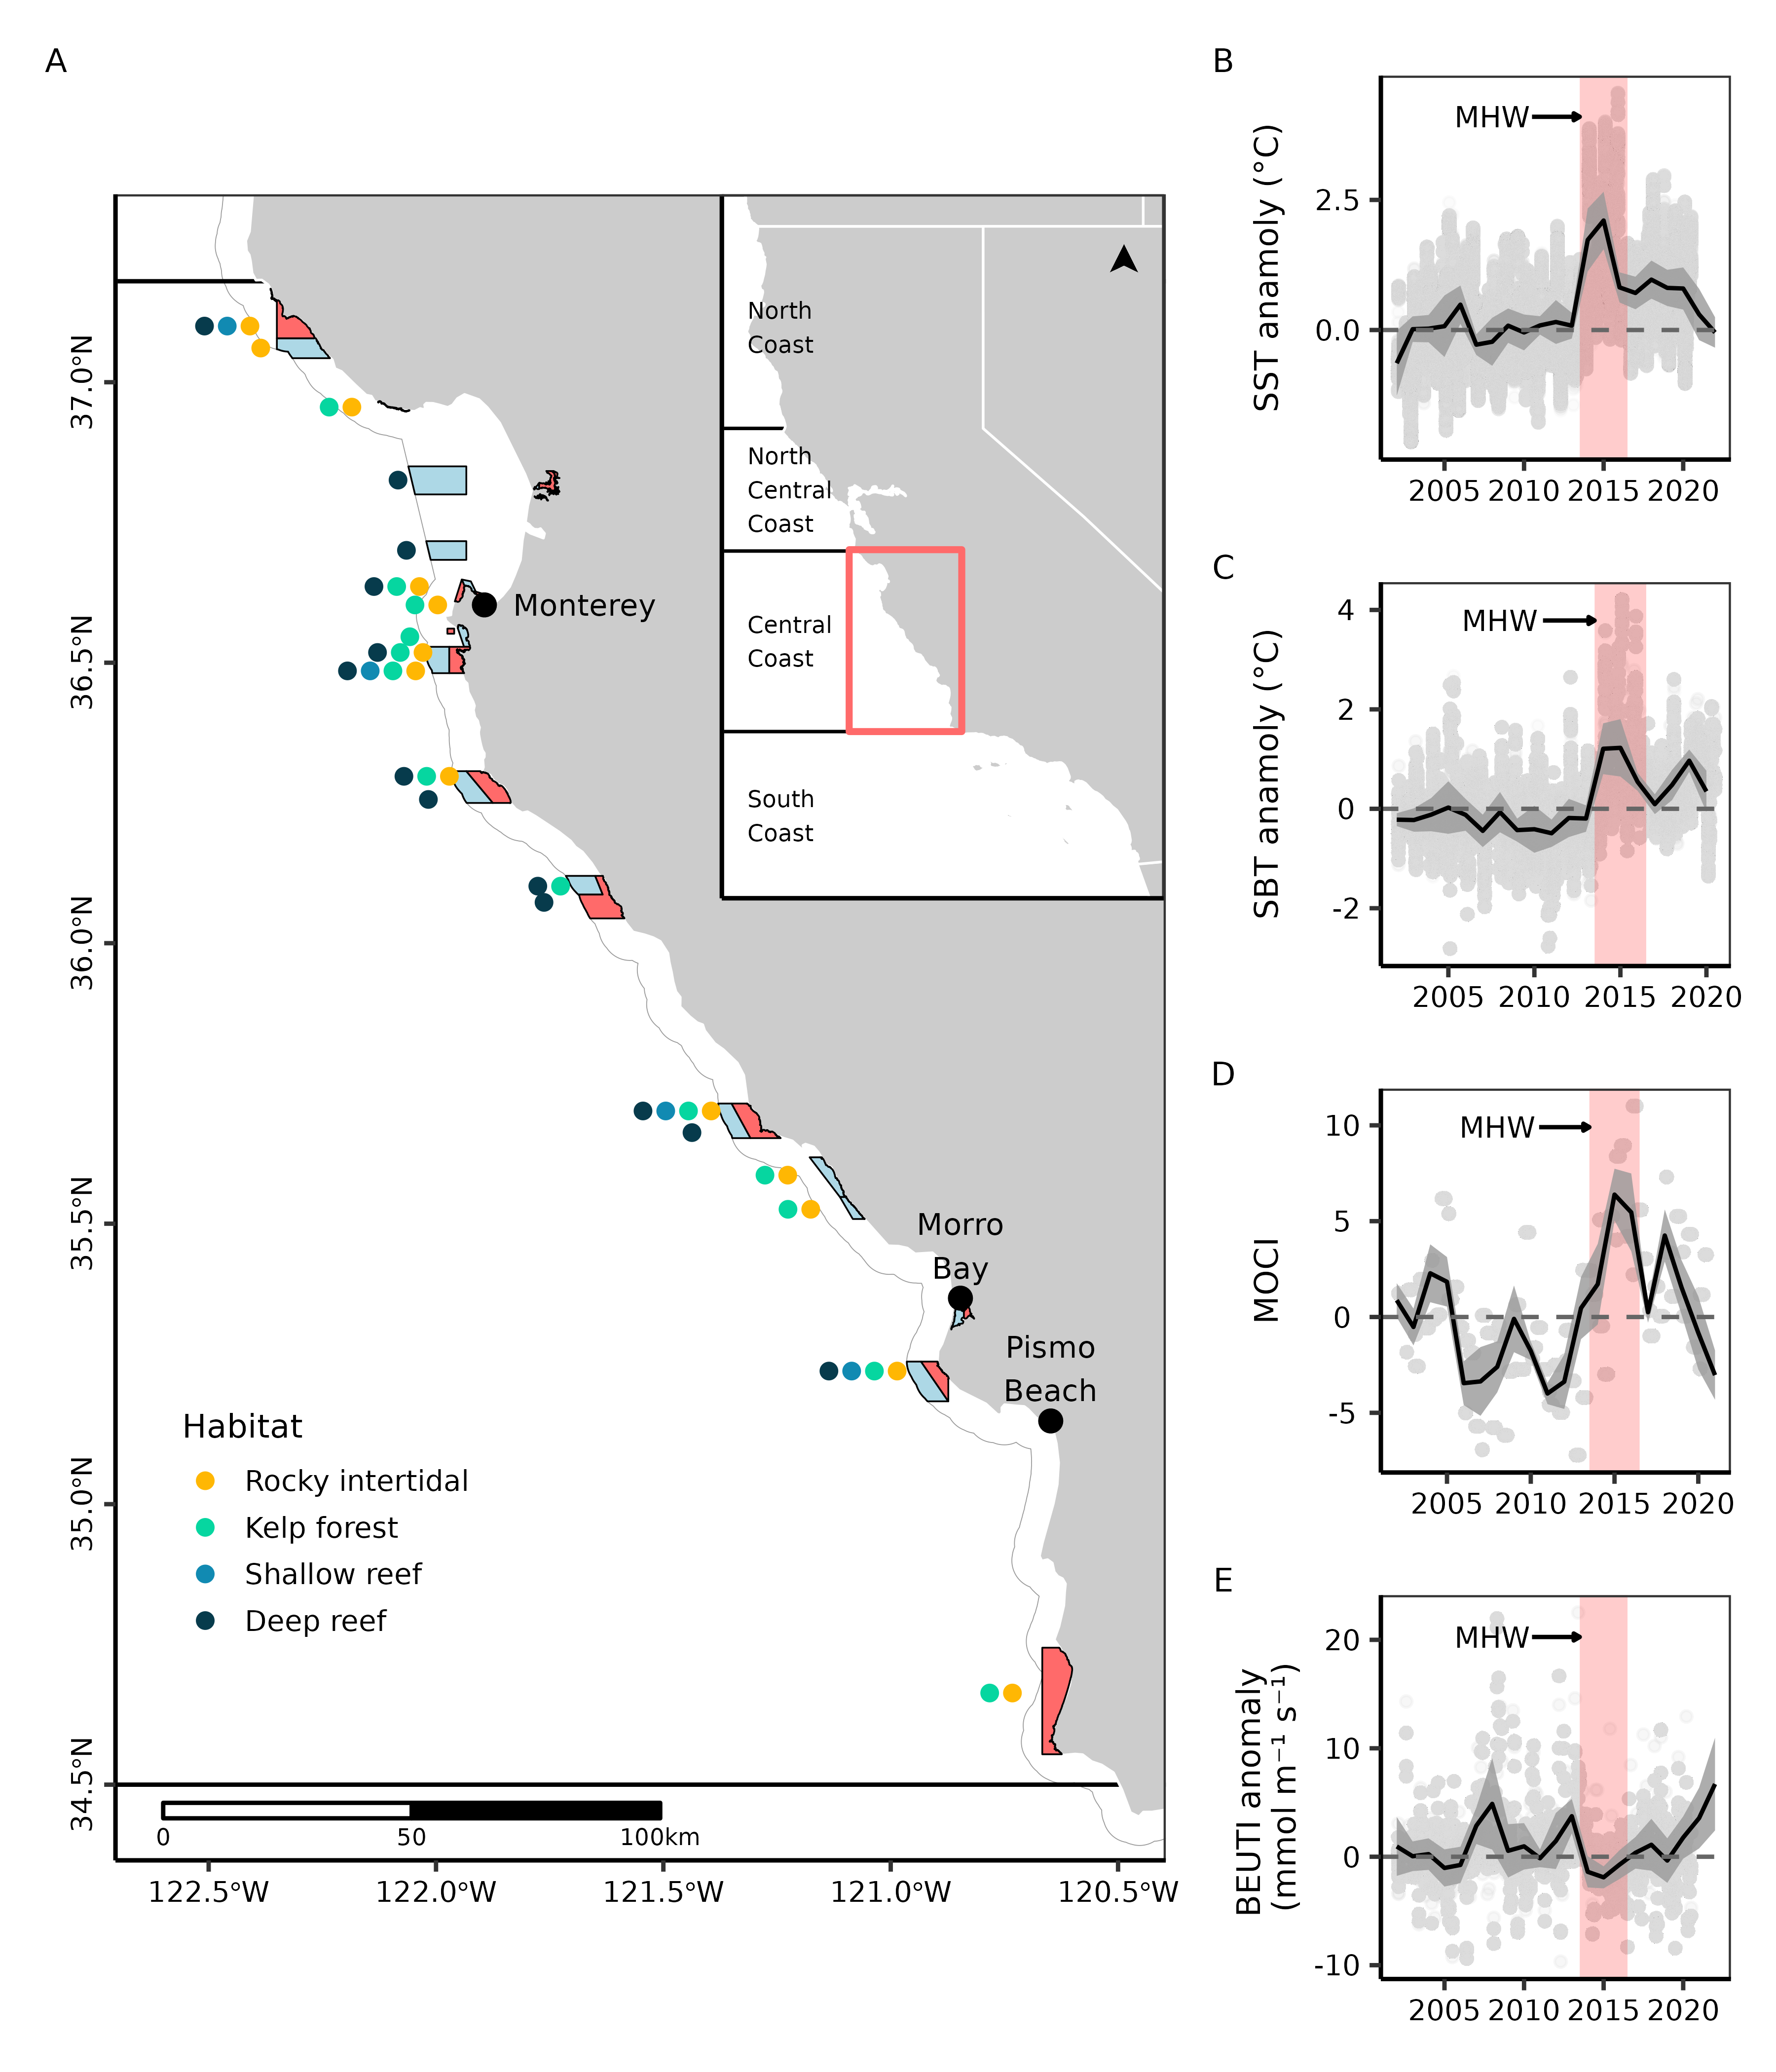 A
North
Coast
North
Central
Coast
Central
Coast
South
Coast
Monterey
Morro
Bay
Pismo
Beach
Habitat
Rocky intertidal
Kelp forest
Shallow reef
Deep reef
37.0°N
36.5°N
36.0°N
35.5°N
35.0°N
34.5°N
0 50 100km
122.5°W 122.0°W 121.5°W 121.0°W 120.5°W
B
SST anamoly (°C)
MHW
2.5
0.0
2005 2010 2015 2020
C
SBT anamoly (°C)
MHW
4
2
0
-2
2005 2010 2015 2020
D
MOCI
MHW
10
5
0
-5
2005 2010 2015 2020
E
BEUTI anomaly
(mmol m⁻¹ s⁻¹)
MHW
20
10
0
-10
2005 2010 2015 2020